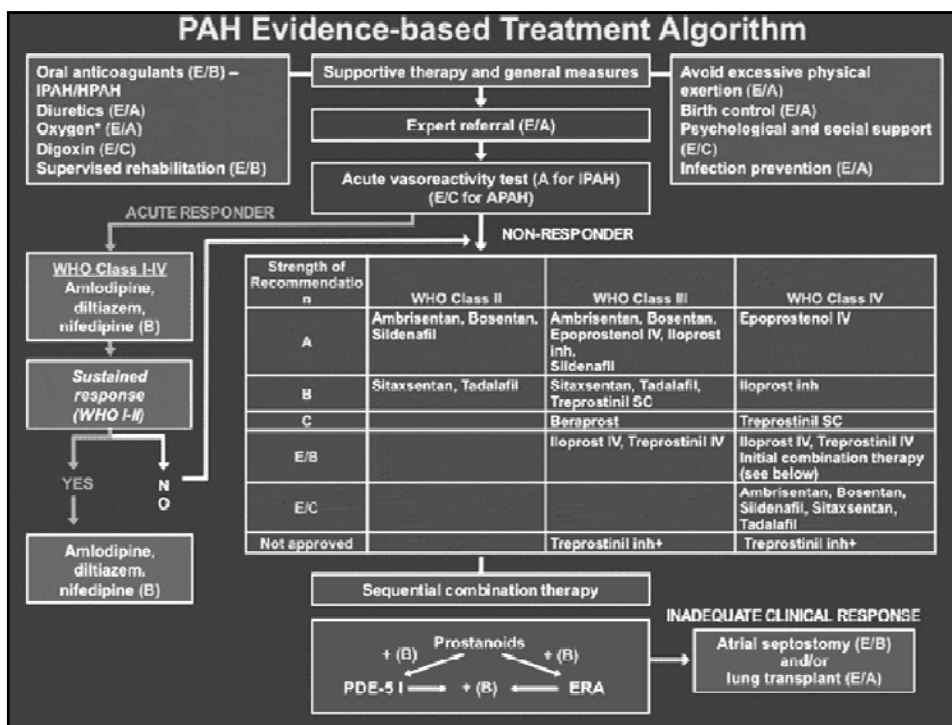 PAH Evidence-based Treatment Algorithm
Oral anticoagulants (E/B) –
IPAH/HPAH
Diuretics (E/A)
Oxygen* (E/A)
Digoxin (E/C)
Supervised rehabilitation (E/B)
Supportive therapy and general measures
Avoid excessive physical
exertion (E/A)
Birth control (E/A)
Psychological and social support
(E/C)
Infection prevention (E/A)
Expert referral (E/A)
Acute vasoreactivity test (A for IPAH)
(E/C for APAH)
ACUTE RESPONDER
NON-RESPONDER
WHO Class I-IV
Amlodipine,
diltiazem,
nifedipine (B)
Sustained
response
(WHO I-II)
YES
N
O
Amlodipine,
diltiazem,
nifedipine (B)
Strength of
Recommendatio
n
WHO Class II
WHO Class III
WHO Class IV
A
Ambrisentan, Bosentan,
Sildenafil
Ambrisentan, Bosentan,
Epoprostenol IV, Iloprost
inh,
Sildenafil
Epoprostenol IV
B
Sitaxsentan, Tadalafil
Sitaxsentan, Tadalafil,
Treprostinil SC
Iloprost inh
C
Beraprost
Treprostinil SC
E/B
Iloprost IV, Treprostinil IV
Iloprost IV, Treprostinil IV
Initial combination therapy
(see below)
E/C
Ambrisentan, Bosentan,
Sildenafil, Sitaxsentan,
Tadalafil
Not approved
Treprostinil inh+
Treprostinil inh+
Sequential combination therapy
Prostanoids
+ (B)
+ (B)
PDE-5 I
+ (B)
ERA
INADEQUATE CLINICAL RESPONSE
Atrial septostomy (E/B)
and/or
lung transplant (E/A)